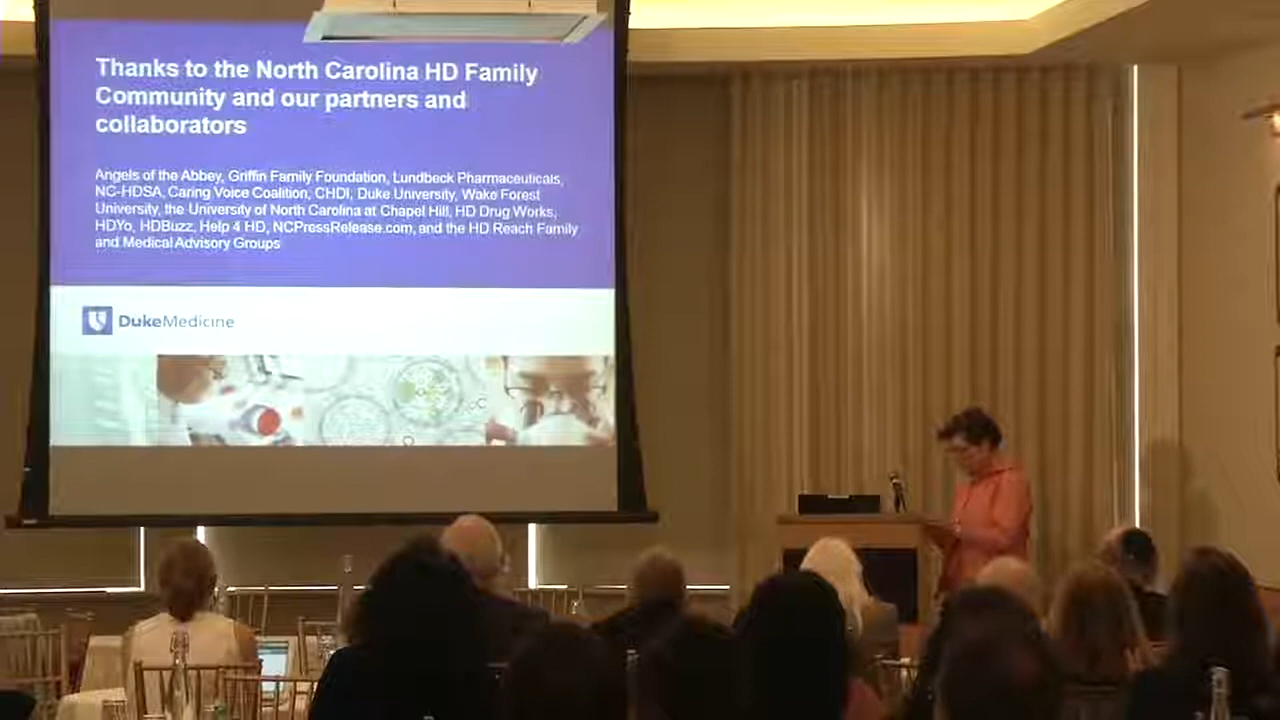 Thanks to the North Carolina HD Family
Community and our partners and
collaborators
Angels of the Abbey, Griffin Family Foundation, Lundbeck Pharmaceuticals,
NC-HDSA, Caring Voice Coalition, CHDI, Duke University, Wake Forest
University, the University of North Carolina at Chapel Hill, HD Drug Works,
HDYo, HDBuzz, Help 4 HD, NCPressRelease.com, and the HD Reach Family
and Medical Advisory Groups
DukeMedicine